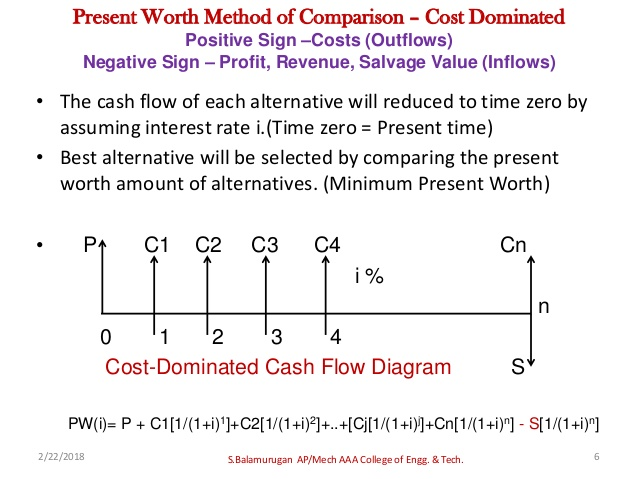 Present Worth Method of Comparison – Cost Dominated
Positive Sign –Costs (Outflows)
Negative Sign – Profit, Revenue, Salvage Value (Inflows)
• The cash flow of each alternative will reduced to time zero by
assuming interest rate i.(Time zero = Present time)
• Best alternative will be selected by comparing the present
worth amount of alternatives. (Minimum Present Worth)
• P C1 C2 C3 C4 Cn
i %
n
0 1 2 3 4
Cost-Dominated Cash Flow Diagram S
PW(i)= P + C1[1/(1+i)¹]+C2[1/(1+i)²]+..+[Cj[1/(1+i)ʲ]+Cn[1/(1+i)ⁿ] - S[1/(1+i)ⁿ]
2/22/2018 S.Balamurugan AP/Mech AAA College of Engg. & Tech. 6